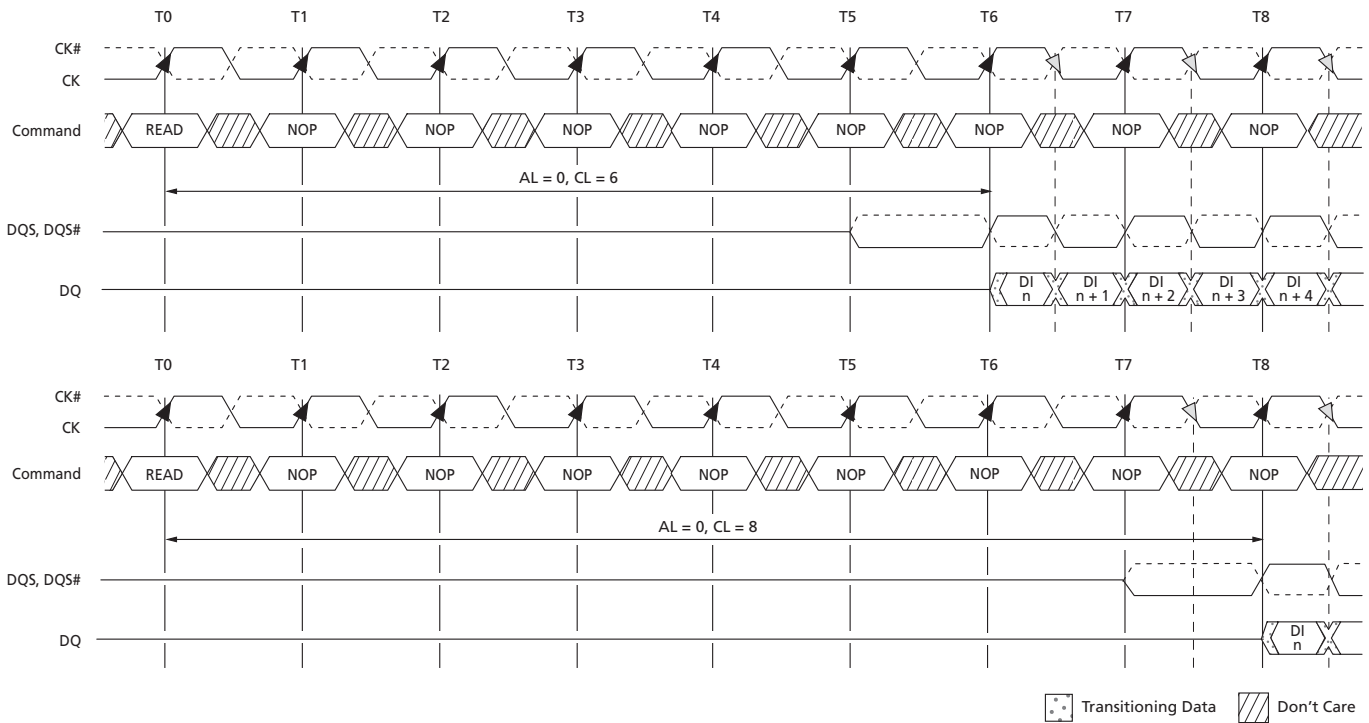 T0 T1 T2 T3 T4 T5 T6 T7 T8
CK#
CK
Command READ NOP NOP NOP NOP NOP NOP NOP NOP
AL = 0, CL = 6
DQS, DQS#
DQ DI n DI n + 1 DI n + 2 DI n + 3 DI n + 4
T0 T1 T2 T3 T4 T5 T6 T7 T8
CK#
CK
Command READ NOP NOP NOP NOP NOP NOP NOP NOP
AL = 0, CL = 8
DQS, DQS#
DQ DI n
Transitioning Data Don't Care